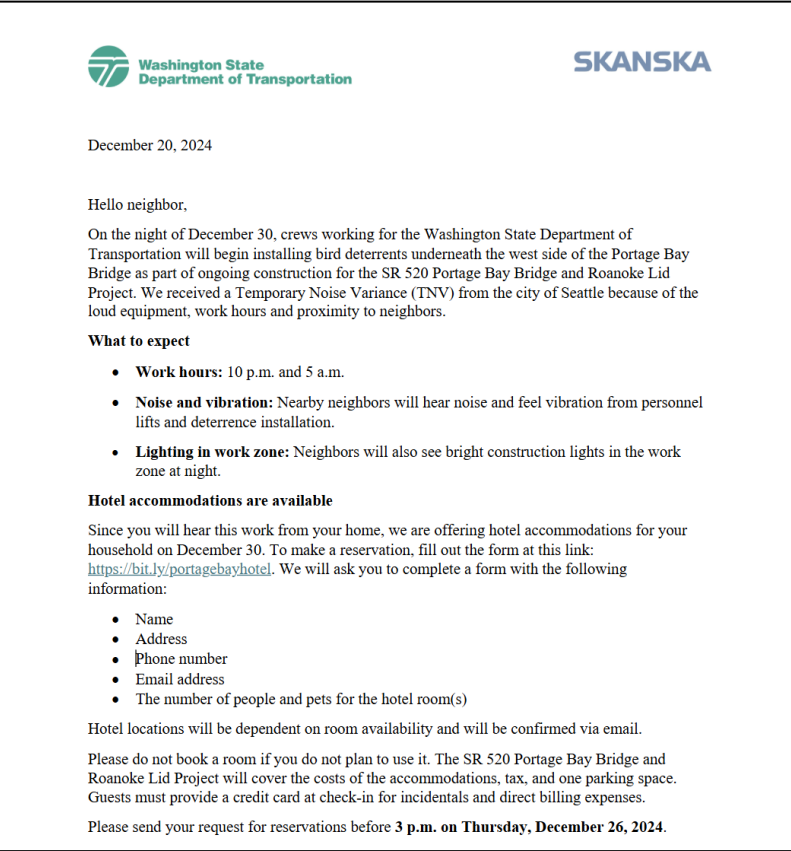 Washington State
Department of Transportation
SKANSKA
December 20, 2024
Hello neighbor,
On the night of December 30, crews working for the Washington State Department of
Transportation will begin installing bird deterrents underneath the west side of the Portage Bay
Bridge as part of ongoing construction for the SR 520 Portage Bay Bridge and Roanoke Lid
Project. We received a Temporary Noise Variance (TNV) from the city of Seattle because of the
loud equipment, work hours and proximity to neighbors.
What to expect
• Work hours: 10 p.m. and 5 a.m.
• Noise and vibration: Nearby neighbors will hear noise and feel vibration from personnel
lifts and deterrence installation.
• Lighting in work zone: Neighbors will also see bright construction lights in the work
zone at night.
Hotel accommodations are available
Since you will hear this work from your home, we are offering hotel accommodations for your
household on December 30. To make a reservation, fill out the form at this link:
https://bit.ly/portagebayhotel. We will ask you to complete a form with the following
information:
• Name
• Address
• Phone number
• Email address
• The number of people and pets for the hotel room(s)
Hotel locations will be dependent on room availability and will be confirmed via email.
Please do not book a room if you do not plan to use it. The SR 520 Portage Bay Bridge and
Roanoke Lid Project will cover the costs of the accommodations, tax, and one parking space.
Guests must provide a credit card at check-in for incidentals and direct billing expenses.
Please send your request for reservations before 3 p.m. on Thursday, December 26, 2024.